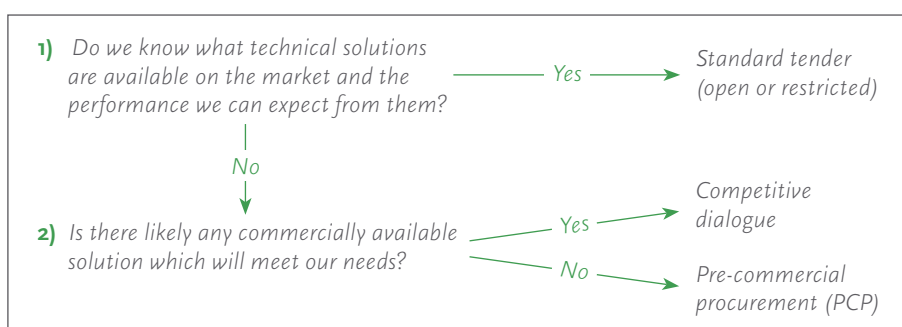 1) Do we know what technical solutions
are available on the market and the
performance we can expect from them?
Yes
Standard tender
(open or restricted)
No
2) Is there likely any commercially available
solution which will meet our needs?
Yes
Competitive
dialogue
No
Pre-commercial
procurement (PCP)